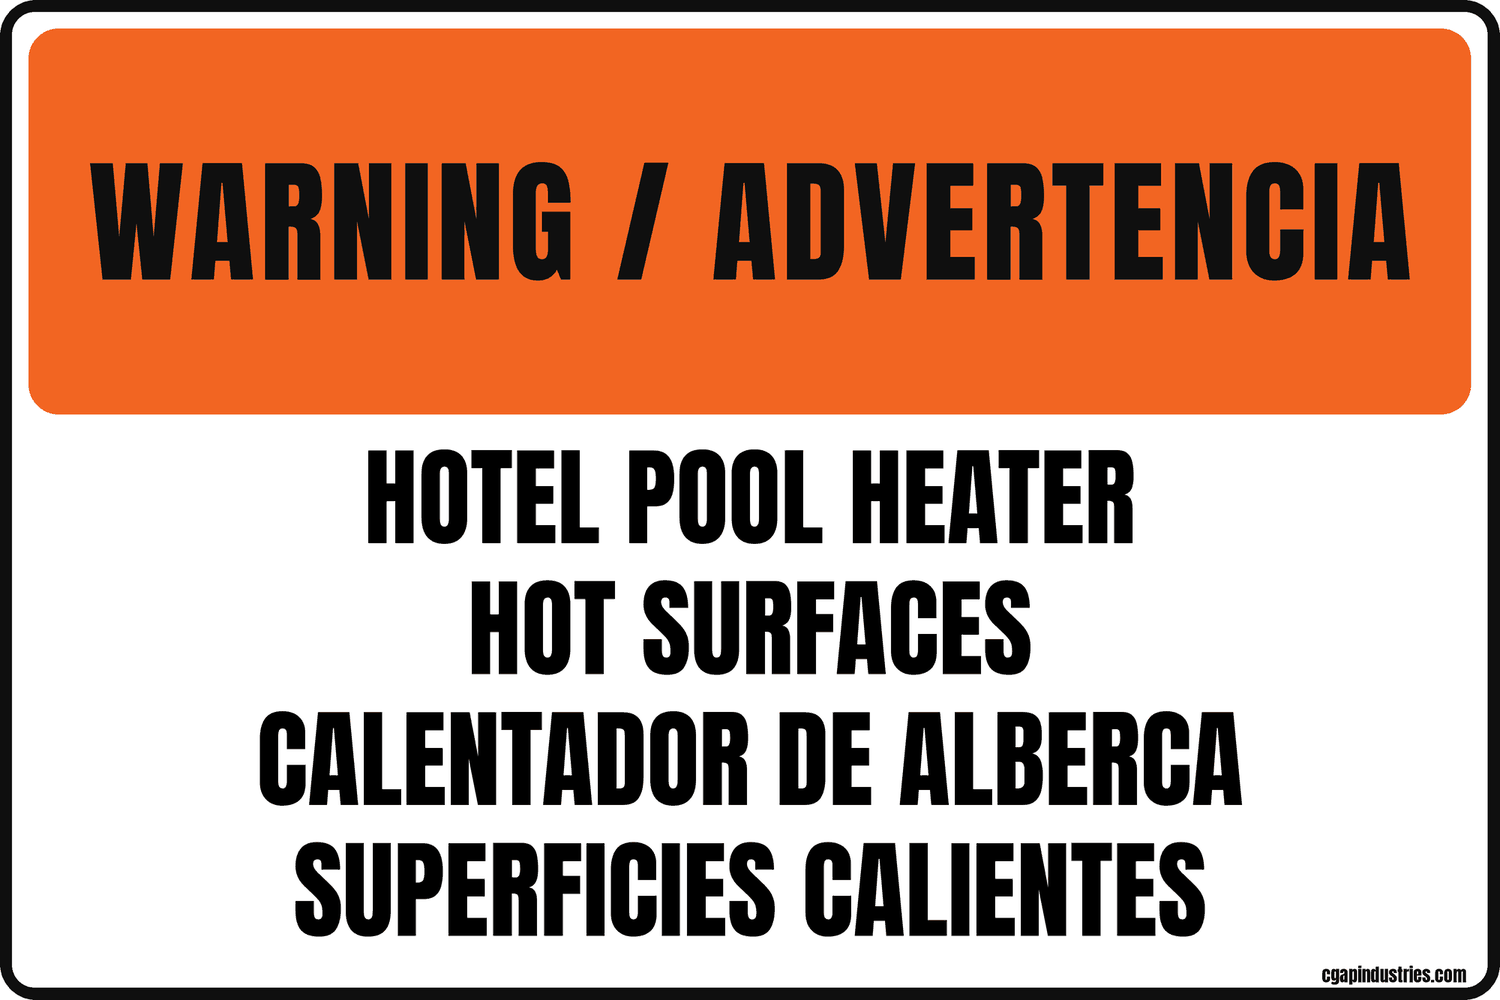 WARNING / ADVERTENCIA
HOTEL POOL HEATER
HOT SURFACES
CALENTADOR DE ALBERCA
SUPERFICIES CALIENTES
cgapindustries.com